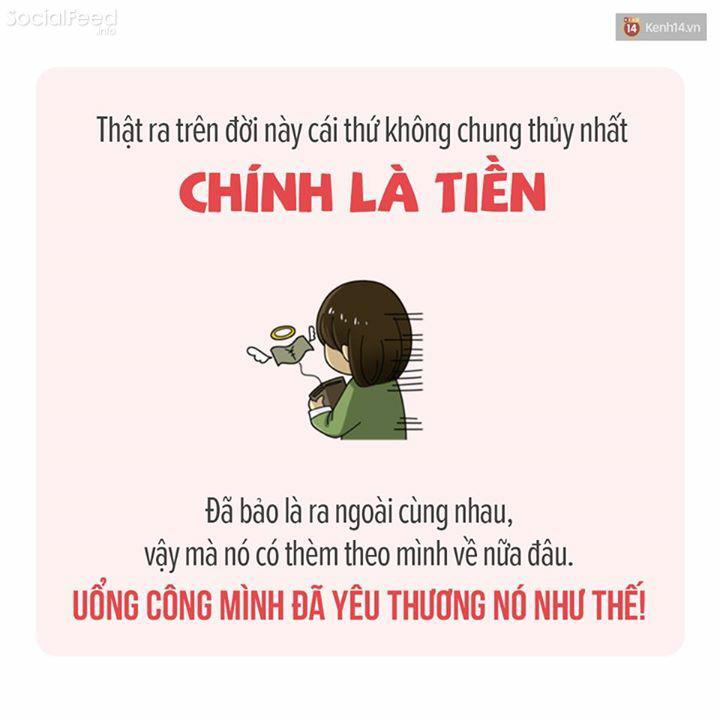 SocialFeed
.info
14 Kenh14.vn
Thật ra trên đời này cái thứ không chung thủy nhất
CHÍNH LÀ TIỀN
Đã bảo là ra ngoài cùng nhau,
vậy mà nó có thèm theo mình về nữa đâu.
UỔNG CÔNG MÌNH ĐÃ YÊU THƯƠNG NÓ NHƯ THẾ!